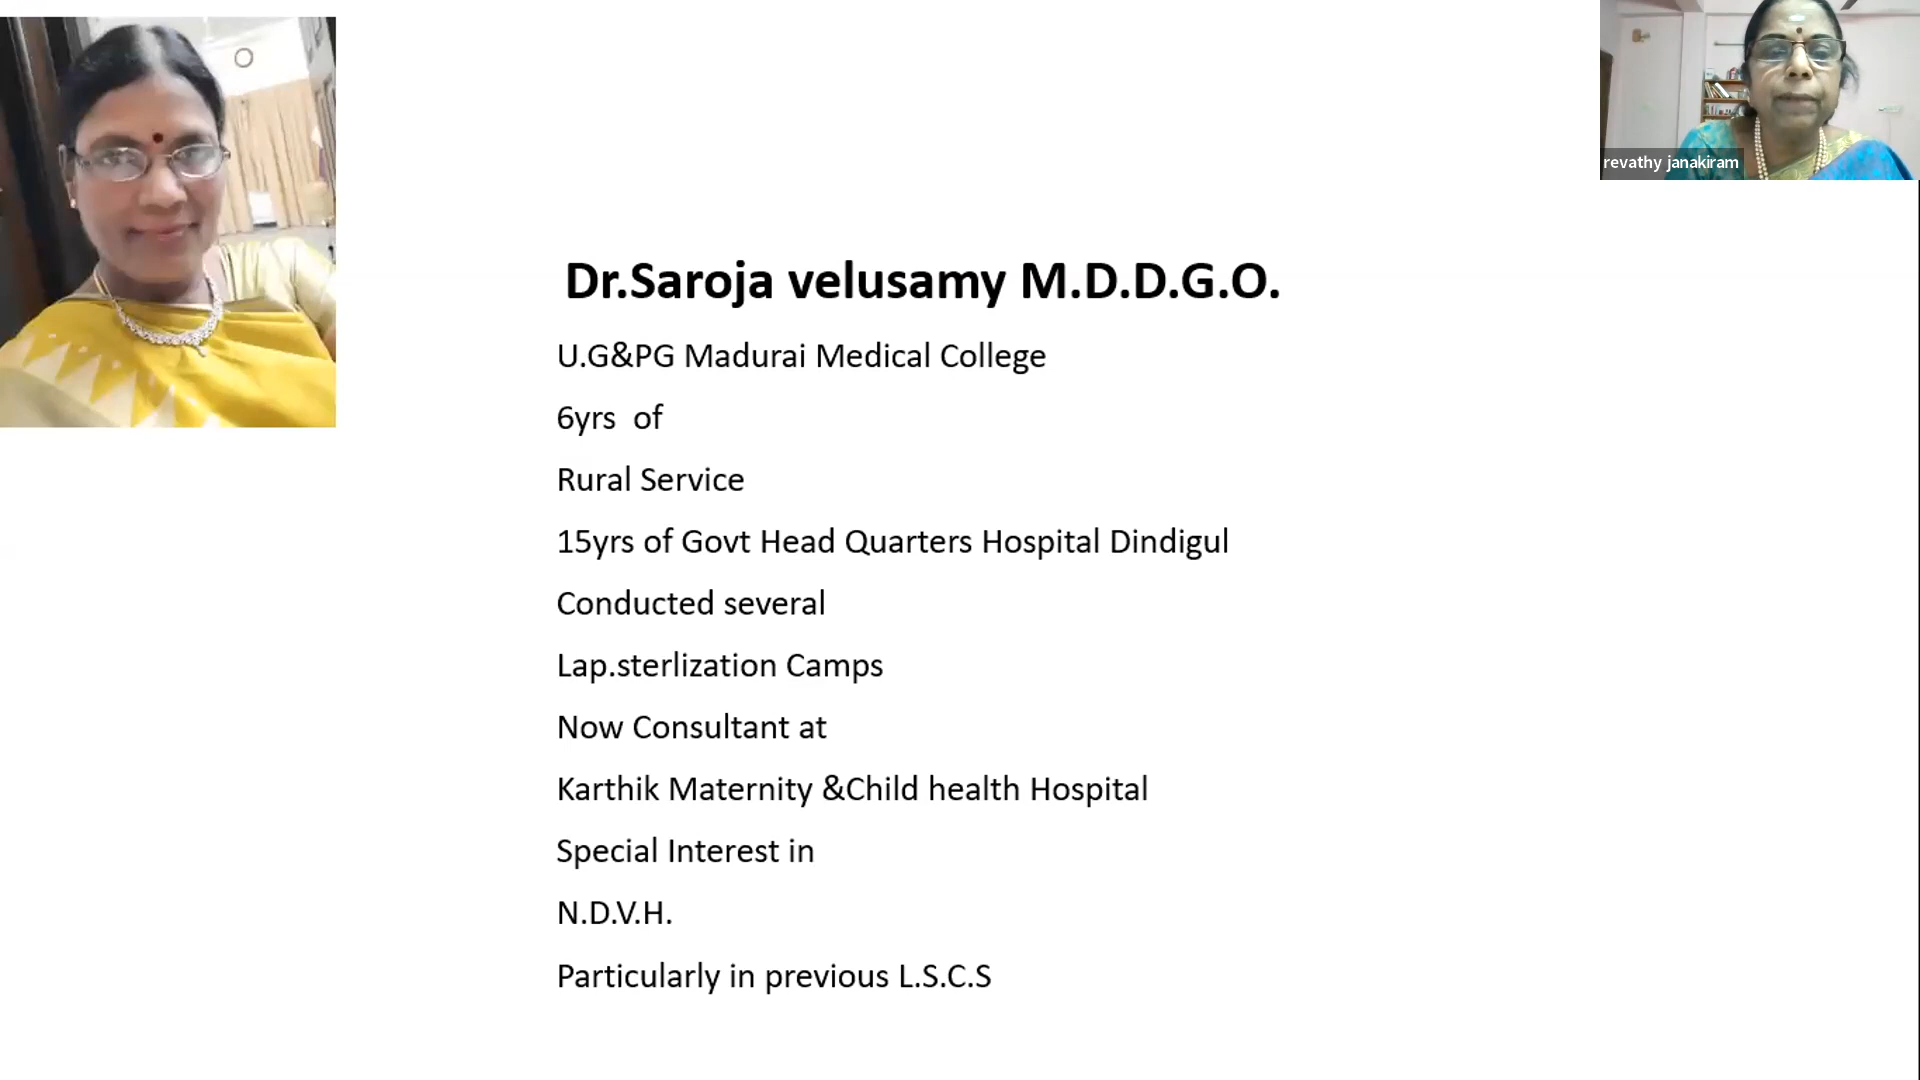 revathy janakiram
Dr.Saroja velusamy M.D.D.G.O.
U.G&PG Madurai Medical College
6yrs  of
Rural Service
15yrs of Govt Head Quarters Hospital Dindigul
Conducted several
Lap.sterlization Camps
Now Consultant at
Karthik Maternity &Child health Hospital
Special Interest in
N.D.V.H.
Particularly in previous L.S.C.S